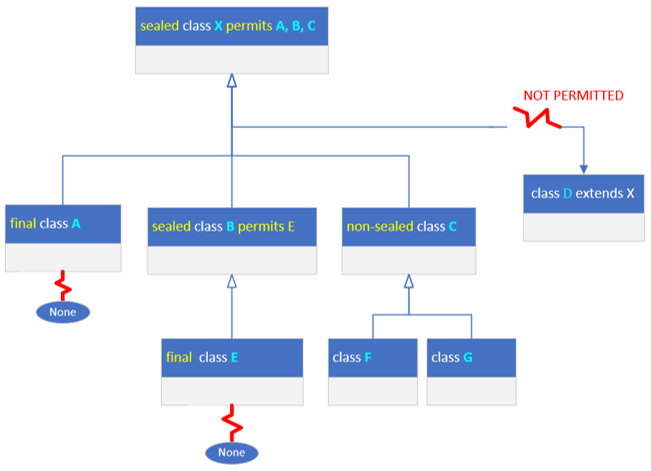 sealed class X permits A, B, C
NOT PERMITTED
class D extends X
final class A
sealed class B permits E
non-sealed class C
None
final class E
class F
class G
None